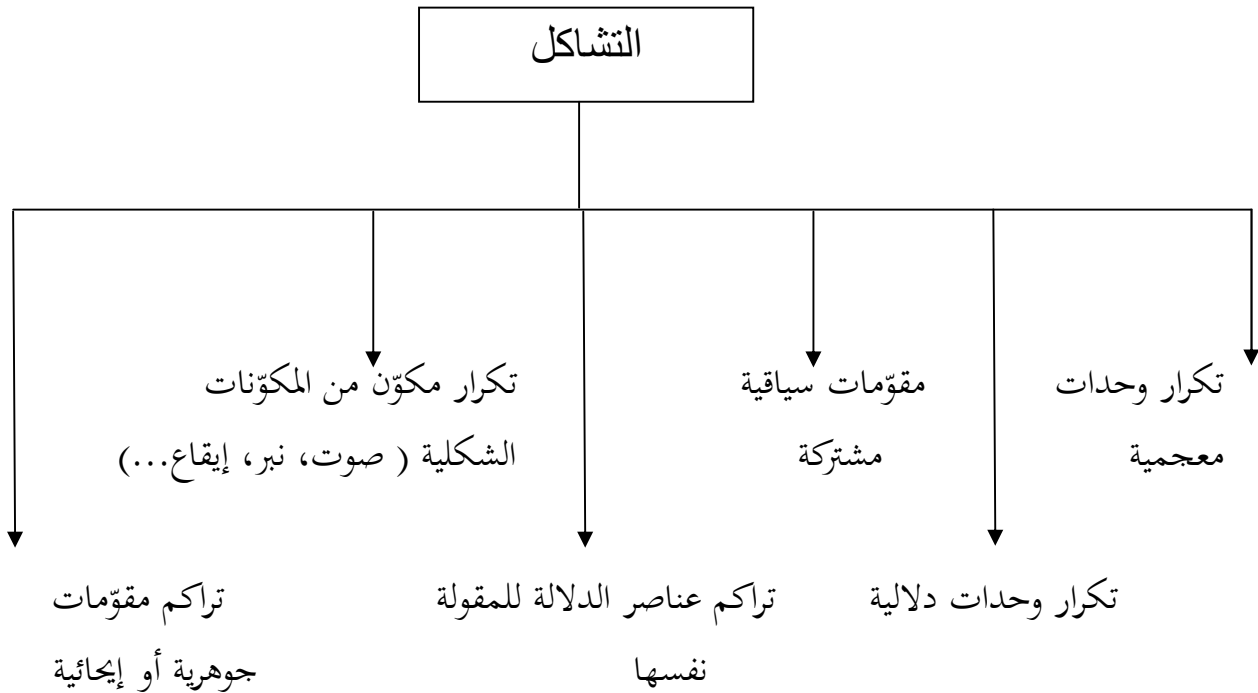 التشاكل
تكرار وحدات
معجمية
مقوّمات سياقية
مشتركة
تكرار مكوّن من المكوّنات
الشكلية ( صوت، نبر، إيقاع...)
تكرار وحدات دلالية
تراكم عناصر الدلالة للمقولة
نفسها
تراكم مقوّمات
جوهرية أو إيحائية